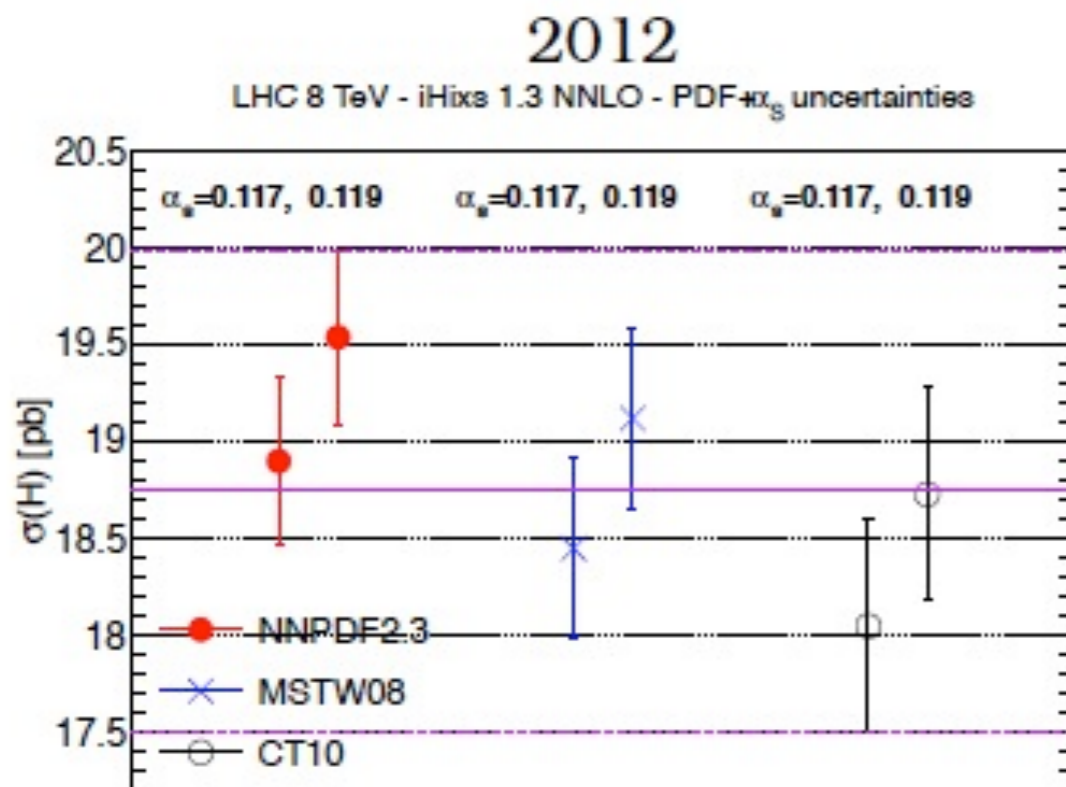 2012
LHC 8 TeV - iHixs 1.3 NNLO - PDF+αS uncertainties
20.5
αs=0.117, 0.119 αs=0.117, 0.119 αs=0.117, 0.119
20
19.5
19
σ(H) [pb]
18.5
NNPDF2.3
18
MSTW08
17.5
CT10